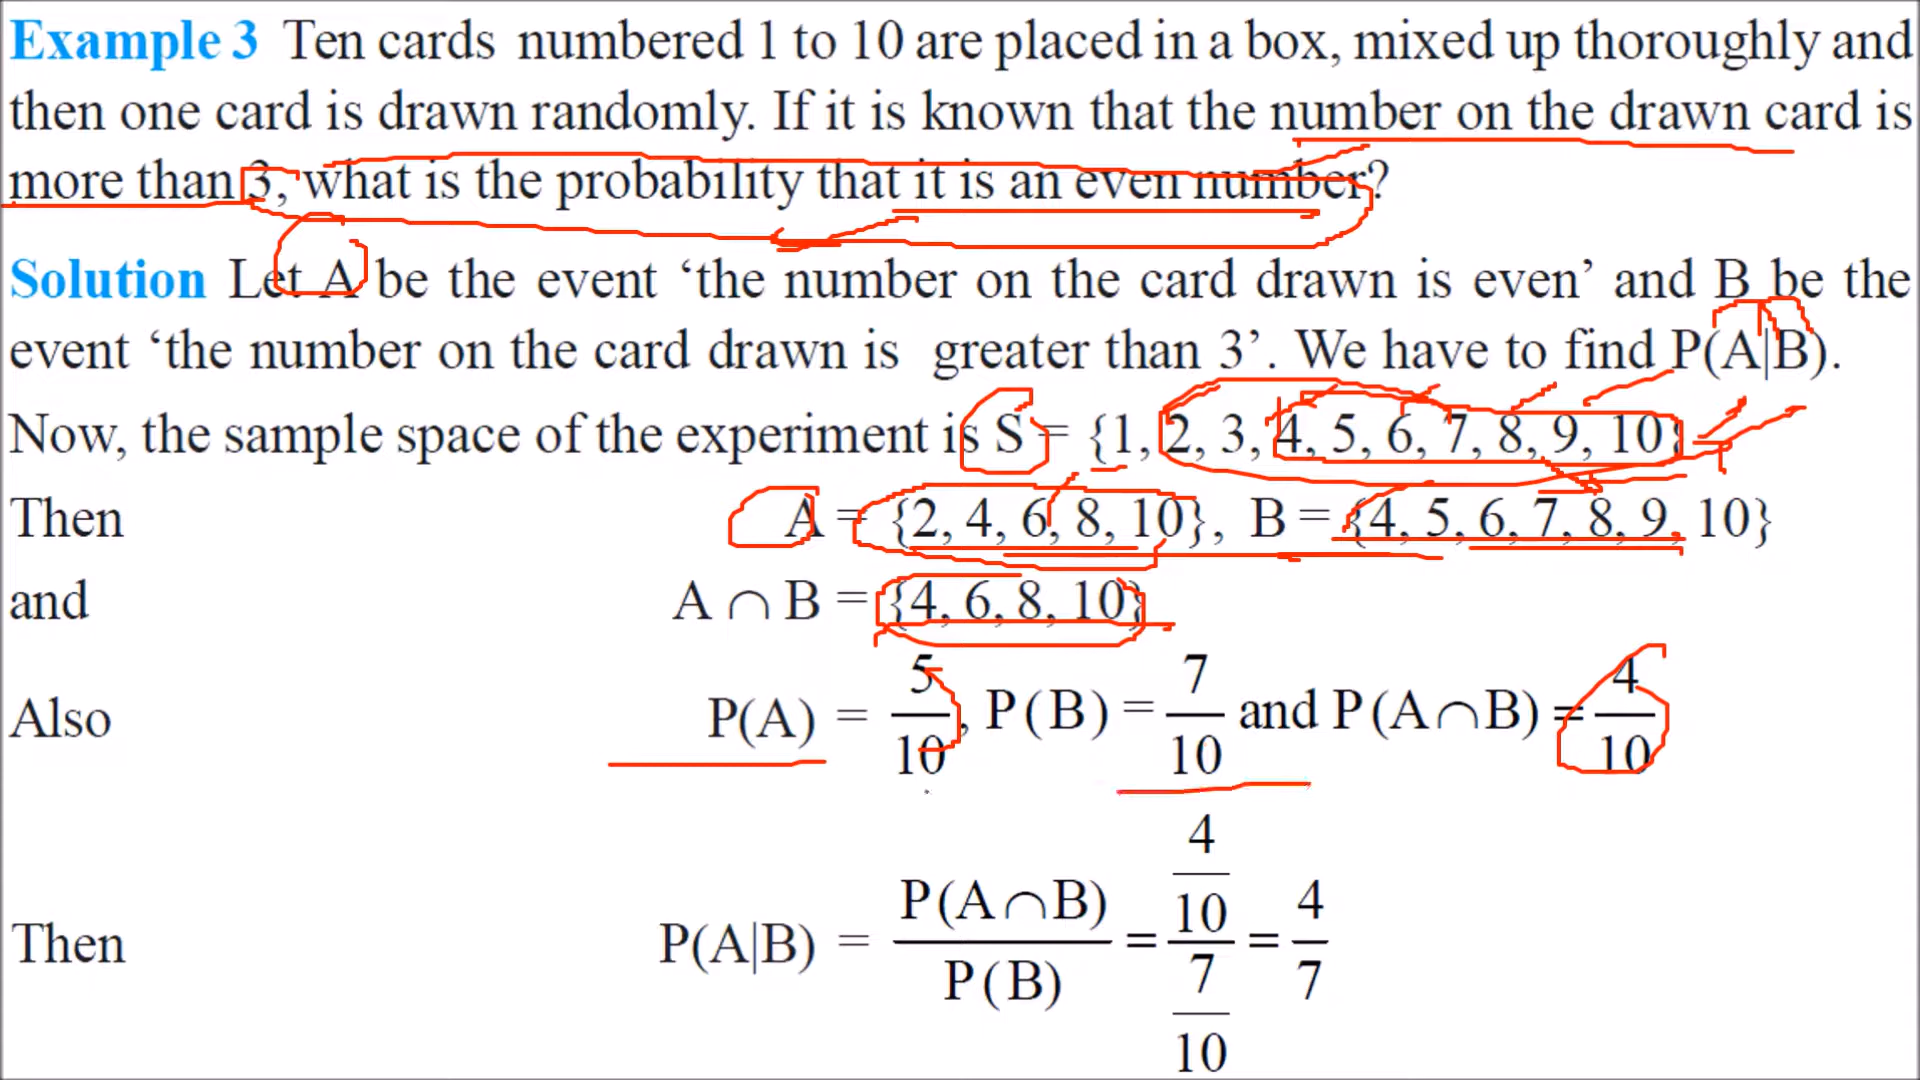 Example 3 Ten cards numbered 1 to 10 are placed in a box, mixed up thoroughly and
then one card is drawn randomly. If it is known that the number on the drawn card is
more than 3, what is the probability that it is an even number?
Solution Let A be the event ‘the number on the card drawn is even’ and B be the
event ‘the number on the card drawn is greater than 3’. We have to find P(A|B).
Now, the sample space of the experiment is S = {1, 2, 3, 4, 5, 6, 7, 8, 9, 10}
Then A = {2, 4, 6, 8, 10}, B = {4, 5, 6, 7, 8, 9, 10}
and A ∩ B = {4, 6, 8, 10}
Also P(A) = 5/10, P(B) = 7/10 and P(A∩B) = 4/10
Then P(A|B) = P(A∩B)/P(B) = (4/10)/(7/10) = 4/7